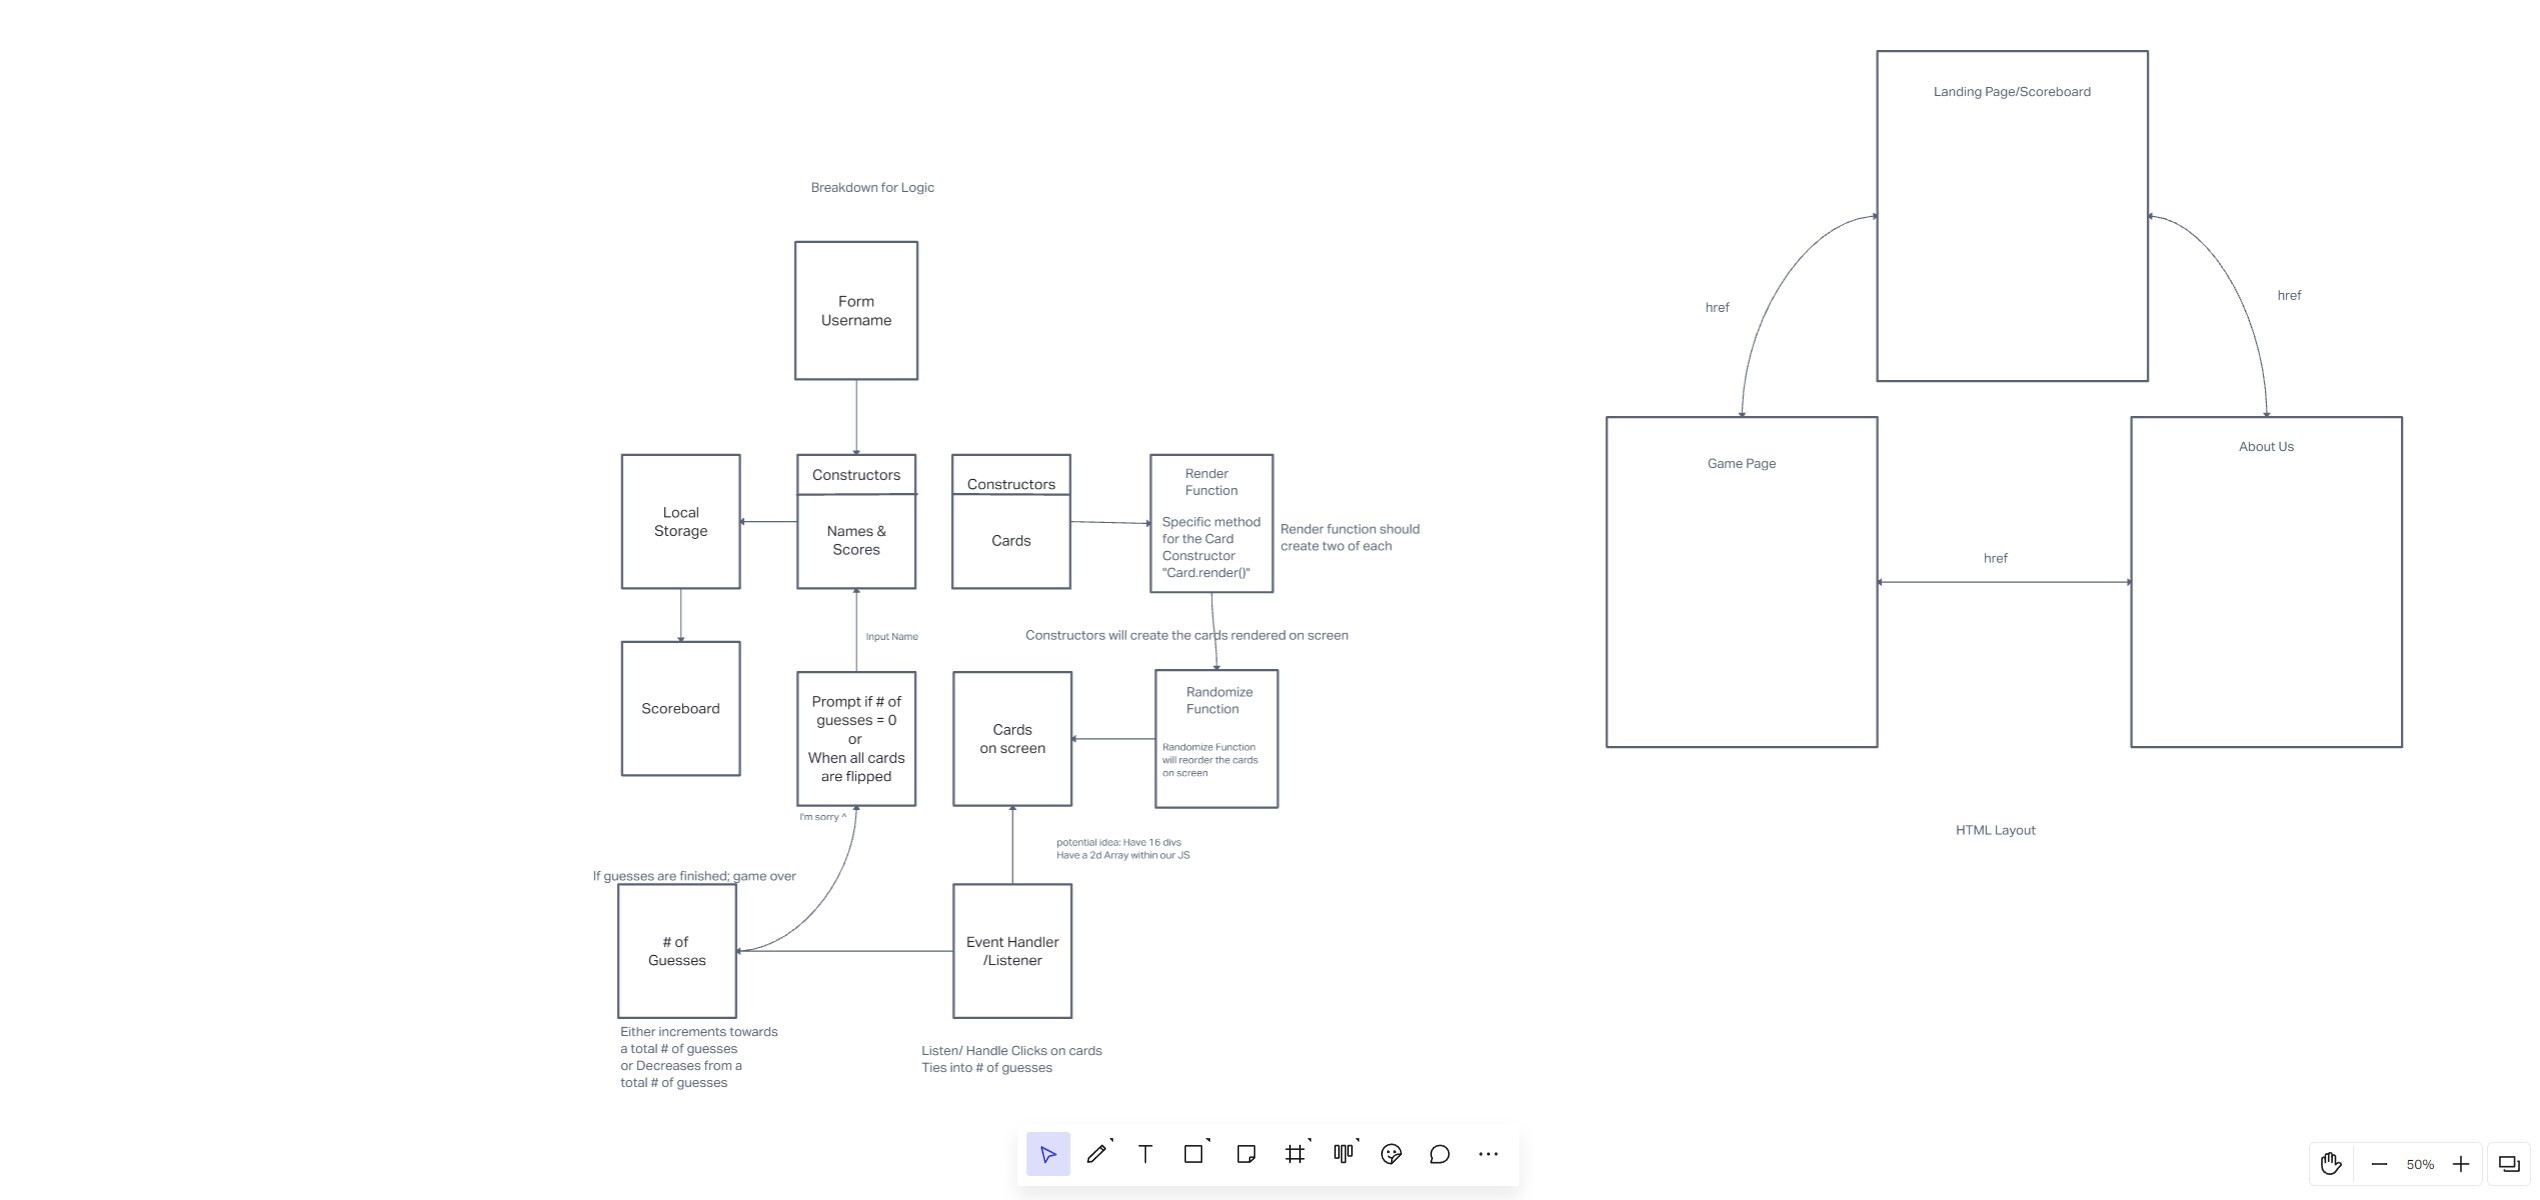 Breakdown for Logic
Form
Username
Local
Storage
Constructors
Names &
Scores
Constructors
Cards
Render
Function
Specific method
for the Card
Constructor
"Card.render()"
Render function should
create two of each
Input Name
Constructors will create the cards rendered on screen
Scoreboard
Prompt if # of
guesses = 0
or
When all cards
are flipped
I'm sorry ^
Cards
on screen
Randomize
Function
Randomize Function
will reorder the cards
on screen
potential idea: Have 16 divs
Have a 2d Array within our JS
If guesses are finished; game over
# of
Guesses
Event Handler
/Listener
Either increments towards
a total # of guesses
or Decreases from a
total # of guesses
Listen/ Handle Clicks on cards
Ties into # of guesses
Landing Page/Scoreboard
href
href
Game Page
About Us
href
HTML Layout
50%